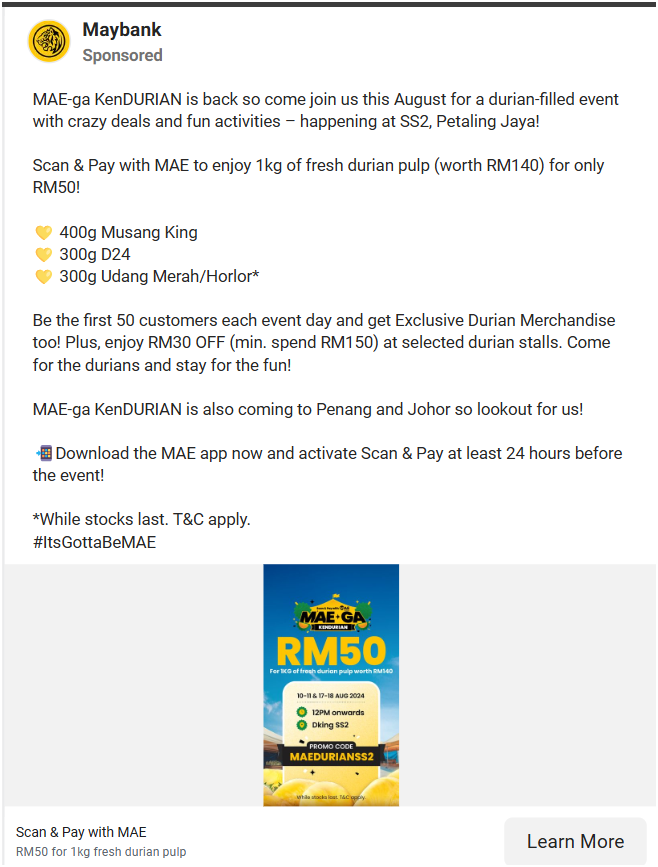 Maybank
Sponsored
MAE-ga KenDURIAN is back so come join us this August for a durian-filled event
with crazy deals and fun activities – happening at SS2, Petaling Jaya!
Scan & Pay with MAE to enjoy 1kg of fresh durian pulp (worth RM140) for only
RM50!
💛 400g Musang King
💛 300g D24
💛 300g Udang Merah/Horlor*
Be the first 50 customers each event day and get Exclusive Durian Merchandise
too! Plus, enjoy RM30 OFF (min. spend RM150) at selected durian stalls. Come
for the durians and stay for the fun!
MAE-ga KenDURIAN is also coming to Penang and Johor so lookout for us!
📲Download the MAE app now and activate Scan & Pay at least 24 hours before
the event!
*While stocks last. T&C apply.
#ItsGottaBeMAE
MAE-GA
KENDURIAN
RM50
For 1KG of fresh durian pulp worth RM140
10-11 & 17-18 AUG 2024
12PM onwards
Dking SS2
PROMO CODE
MAEDURIANSS2
While stocks last. T&C apply.
Scan & Pay with MAE
RM50 for 1kg fresh durian pulp
Learn More